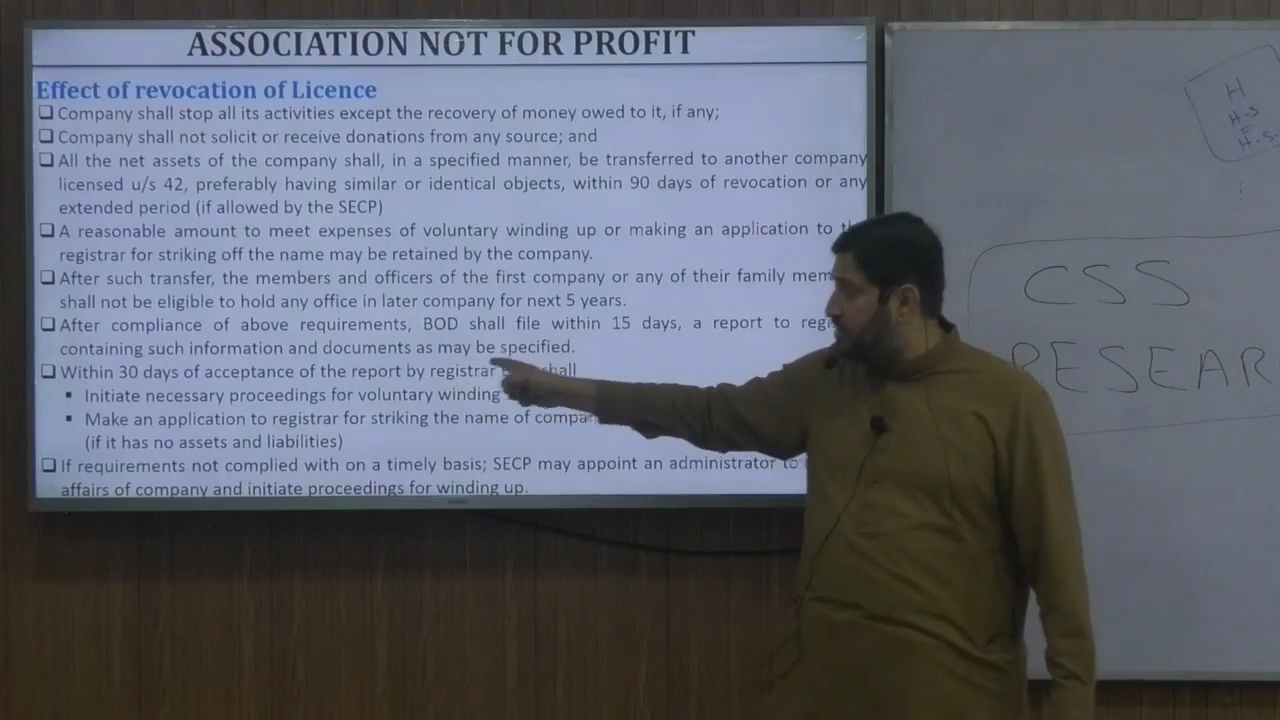 ASSOCIATION NOT FOR PROFIT
Effect of revocation of Licence
❑ Company shall stop all its activities except the recovery of money owed to it, if any;
❑ Company shall not solicit or receive donations from any source; and
❑ All the net assets of the company shall, in a specified manner, be transferred to another company
licensed u/s 42, preferably having similar or identical objects, within 90 days of revocation or any
extended period (if allowed by the SECP)
❑ A reasonable amount to meet expenses of voluntary winding up or making an application to
registrar for striking off the name may be retained by the company.
❑ After such transfer, the members and officers of the first company or any of their family
shall not be eligible to hold any office in later company for next 5 years.
❑ After compliance of above requirements, BOD shall file within 15 days, a report to
containing such information and documents as may be specified.
❑ Within 30 days of acceptance of the report by registrar
▪ Initiate necessary proceedings for voluntary winding
▪ Make an application to registrar for striking the name of
(if it has no assets and liabilities)
❑ If requirements not complied with on a timely basis; SECP may appoint an administrator to
affairs of company and initiate proceedings for winding up.
H
H-S
H-S
CSS
RESEAR